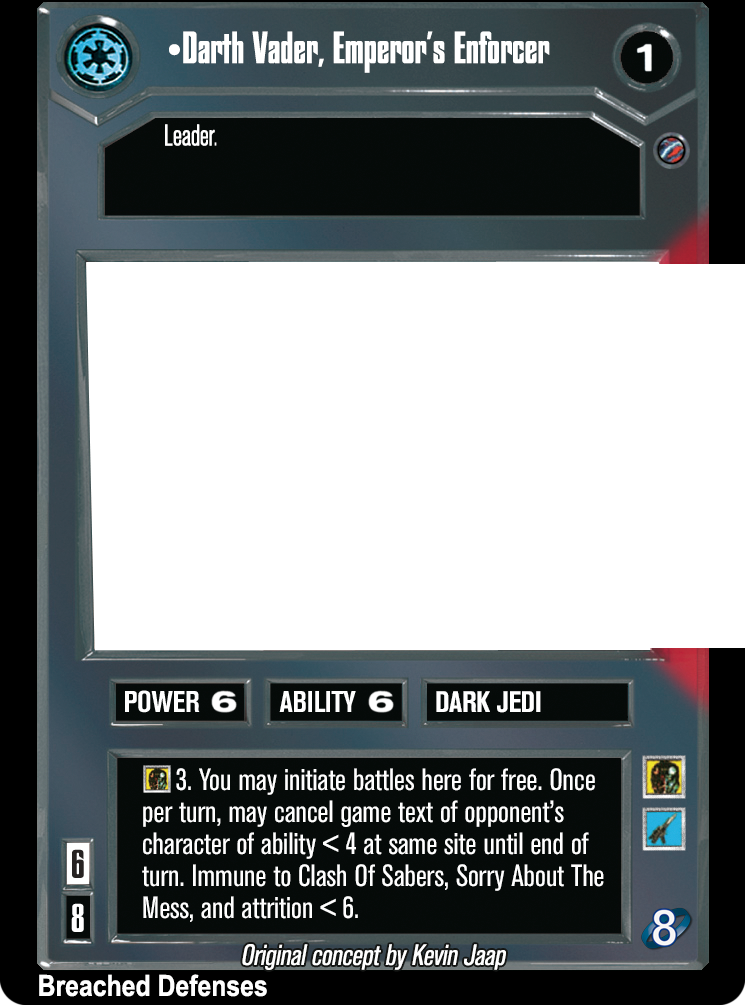 •Darth Vader, Emperor's Enforcer
1
Leader.
POWER 6
ABILITY 6
DARK JEDI
3. You may initiate battles here for free. Once
per turn, may cancel game text of opponent's
character of ability < 4 at same site until end of
turn. Immune to Clash Of Sabers, Sorry About The
Mess, and attrition < 6.
6
8
8
Original concept by Kevin Jaap
Breached Defenses